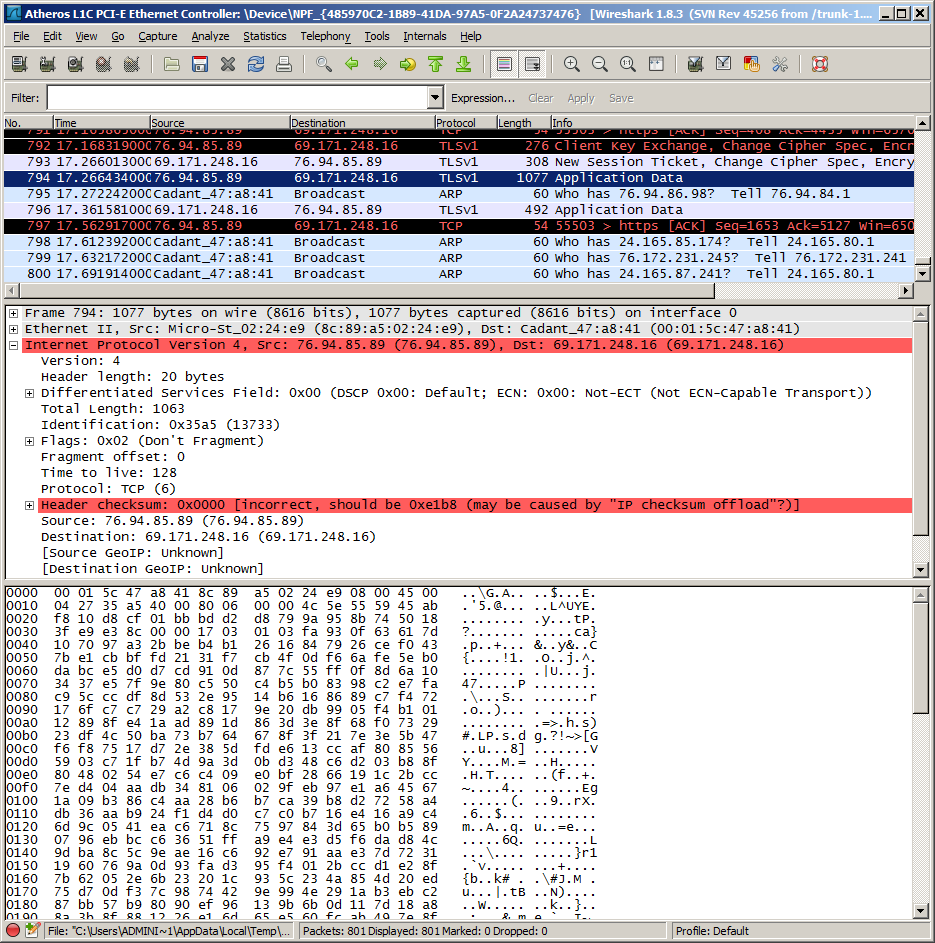 Atheros L1C PCI-E Ethernet Controller: \Device\NPF_{485970C2-1B89-41DA-97A5-0F2A24737476} [Wireshark 1.8.3 (SVN Rev 45256 from /trunk-1....
File Edit View Go Capture Analyze Statistics Telephony Tools Internals Help
Filter: Expression... Clear Apply Save
No. Time Source Destination Protocol Length Info
792 17.168319000 76.94.85.89 69.171.248.16 TLSv1 276 Client Key Exchange, Change Cipher Spec, Encr
793 17.266013000 69.171.248.16 76.94.85.89 TLSv1 308 New Session Ticket, Change Cipher Spec, Encry
794 17.266434000 76.94.85.89 69.171.248.16 TLSv1 1077 Application Data
795 17.272242000 Cadant_47:a8:41 Broadcast ARP 60 Who has 76.94.86.98? Tell 76.94.84.1
796 17.361581000 69.171.248.16 76.94.85.89 TLSv1 492 Application Data
797 17.562917000 76.94.85.89 69.171.248.16 TCP 54 55503 > https [ACK] Seq=1653 Ack=5127 Win=650
798 17.612392000 Cadant_47:a8:41 Broadcast ARP 60 Who has 24.165.85.174? Tell 24.165.80.1
799 17.632172000 Cadant_47:a8:41 Broadcast ARP 60 Who has 76.172.231.245? Tell 76.172.231.241
800 17.691914000 Cadant_47:a8:41 Broadcast ARP 60 Who has 24.165.87.241? Tell 24.165.80.1
Frame 794: 1077 bytes on wire (8616 bits), 1077 bytes captured (8616 bits) on interface 0
Ethernet II, Src: Micro-St_02:24:e9 (8c:89:a5:02:24:e9), Dst: Cadant_47:a8:41 (00:01:5c:47:a8:41)
Internet Protocol Version 4, Src: 76.94.85.89 (76.94.85.89), Dst: 69.171.248.16 (69.171.248.16)
Version: 4
Header length: 20 bytes
Differentiated Services Field: 0x00 (DSCP 0x00: Default; ECN: 0x00: Not-ECT (Not ECN-Capable Transport))
Total Length: 1063
Identification: 0x35a5 (13733)
Flags: 0x02 (Don't Fragment)
Fragment offset: 0
Time to live: 128
Protocol: TCP (6)
Header checksum: 0x0000 [incorrect, should be 0xe1b8 (may be caused by "IP checksum offload"?)]
Source: 76.94.85.89 (76.94.85.89)
Destination: 69.171.248.16 (69.171.248.16)
[Source GeoIP: Unknown]
[Destination GeoIP: Unknown]
0000 00 01 5c 47 a8 41 8c 89 a5 02 24 e9 08 00 45 00 ..\G.A.. ..$...E.
0010 04 27 35 a5 40 00 80 06 00 00 4c 5e 55 59 45 ab .'5.@... ..L^UYE.
0020 f8 10 d8 cf 01 bb bd d2 d8 79 9a 95 8b 74 50 18 ........ .y...tP.
0030 3f e9 e3 8c 00 00 17 03 01 03 fa 93 0f 63 61 7d ?....... .....ca}
0040 10 70 97 a3 2b be b4 b1 26 16 84 79 26 ce f0 43 .p..+... &..y&..C
0050 7b e1 cb bf fd 21 31 f7 cb 4f 0d f6 6a fe 5e b0 {....!1. .O..j.^.
0060 da bc e5 d0 d7 cd 91 0d 87 7c 55 ff 0f 8d 6a 10 ........ .|U...j.
0070 34 37 e5 7f 9e 80 c5 50 c4 b5 b0 83 98 c2 e7 fa 47.....P ........
0080 c9 5c cc df 8d 53 2e 95 14 b6 16 86 89 c7 f4 72 .\...S.. .......r
0090 17 6f c7 c7 29 a2 c8 17 9e 20 db 99 05 f4 b1 01 .o..)... . ......
00a0 12 89 8f e4 1a ad 89 1d 86 3d 3e 8f 68 f0 73 29 ........ .=>.h.s)
00b0 23 df 4c 50 ba 73 b7 64 67 8f 3f 21 7e 3e 5b 47 #.LP.s.d g.?!~>[G
00c0 f6 f8 75 17 d7 2e 38 5d fd e6 13 cc af 80 85 56 ..u...8] .......V
00d0 59 03 c7 1f b7 4d 9a 3d 0b d3 48 c6 d2 03 b8 8f Y....M.= ..H.....
00e0 80 48 02 54 e7 c6 c4 09 e0 bf 28 66 19 1c 2b cc .H.T.... ..(f..+.
00f0 7e d4 04 aa db 34 81 06 02 9f eb 97 e1 a6 45 67 ~....4.. ......Eg
0100 1a 09 b3 86 c4 aa 28 b6 b7 ca 39 b8 d2 72 58 a4 ......(. ..9..rX.
0110 db 36 aa b9 24 f1 d4 d0 c7 c0 b7 16 e4 16 a9 c4 .6..$... ........
0120 6d 9c 05 41 ea c6 71 8c 75 97 84 3d 65 b0 b5 89 m..A..q. u..=e...
0130 07 96 eb bc c6 36 51 ff a9 e4 e3 d5 f6 da d8 4c .....6Q. .......L
0140 9d ba 8c 5c 9e ae 16 c6 92 e7 91 aa e3 7d 72 31 ...\.... .....}r1
0150 19 60 76 9a 0d 93 fa d3 95 f4 01 2b cc d1 e2 8f .`v..... ...+....
0160 7b 62 05 2e 6b 23 20 1c 93 5c 23 4a 85 4d 20 ed {b..k# . .\#J.M .
0170 75 d7 0d f3 7c 98 74 42 9e 99 4e 29 1a b3 eb c2 u...|.tB ..N)....
0180 87 bb 57 b9 80 90 ef 96 13 9b 6b 0d 11 7d 18 a8 ..W..... ..k..}..
File: "C:\Users\ADMINI~1\AppData\Local\Temp\... Packets: 801 Displayed: 801 Marked: 0 Dropped: 0 Profile: Default